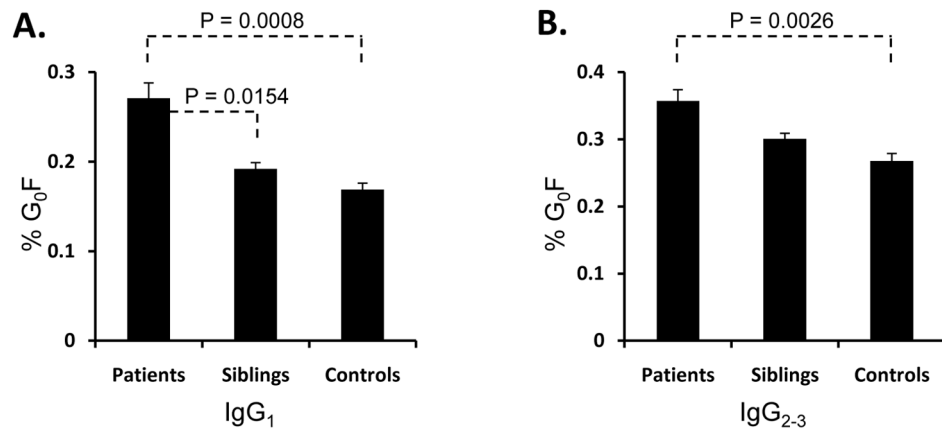 A.
P = 0.0008
P = 0.0154
0.3
0.2
0.1
0
% G₀F
Patients Siblings Controls
IgG₁
B.
P = 0.0026
0.4
0.3
0.2
0.1
0
% G₀F
Patients Siblings Controls
IgG₂₋₃